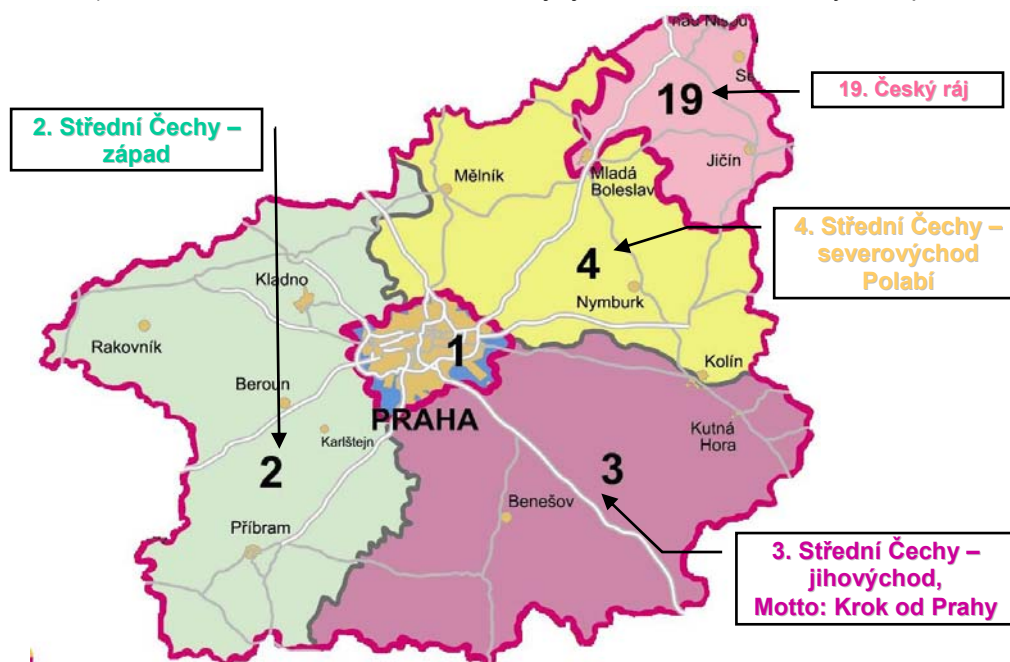 nad Nisou
19
19. Český ráj
2. Střední Čechy –
západ
Jičín
Mladá
Boleslav
Mělník
4. Střední Čechy –
severovýchod
Polabí
4
Kladno
Nymburk
Rakovník
1
Kolín
Beroun
PRAHA
Kutná
Hora
Karlštejn
2
3
Benešov
Příbram
3. Střední Čechy –
jihovýchod,
Motto: Krok od Prahy